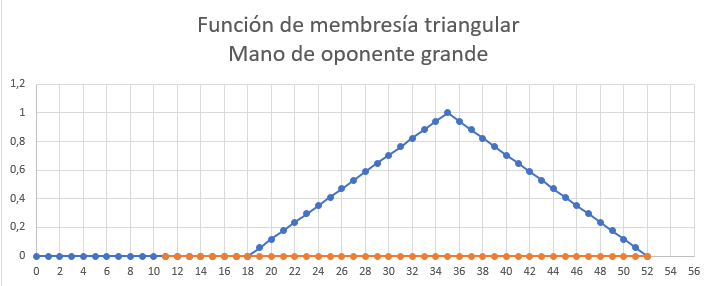 Función de membresía triangular
Mano de oponente grande
1,2
1
0,8
0,6
0,4
0,2
0
0 2 4 6 8 10 12 14 16 18 20 22 24 26 28 30 32 34 36 38 40 42 44 46 48 50 52 54 56